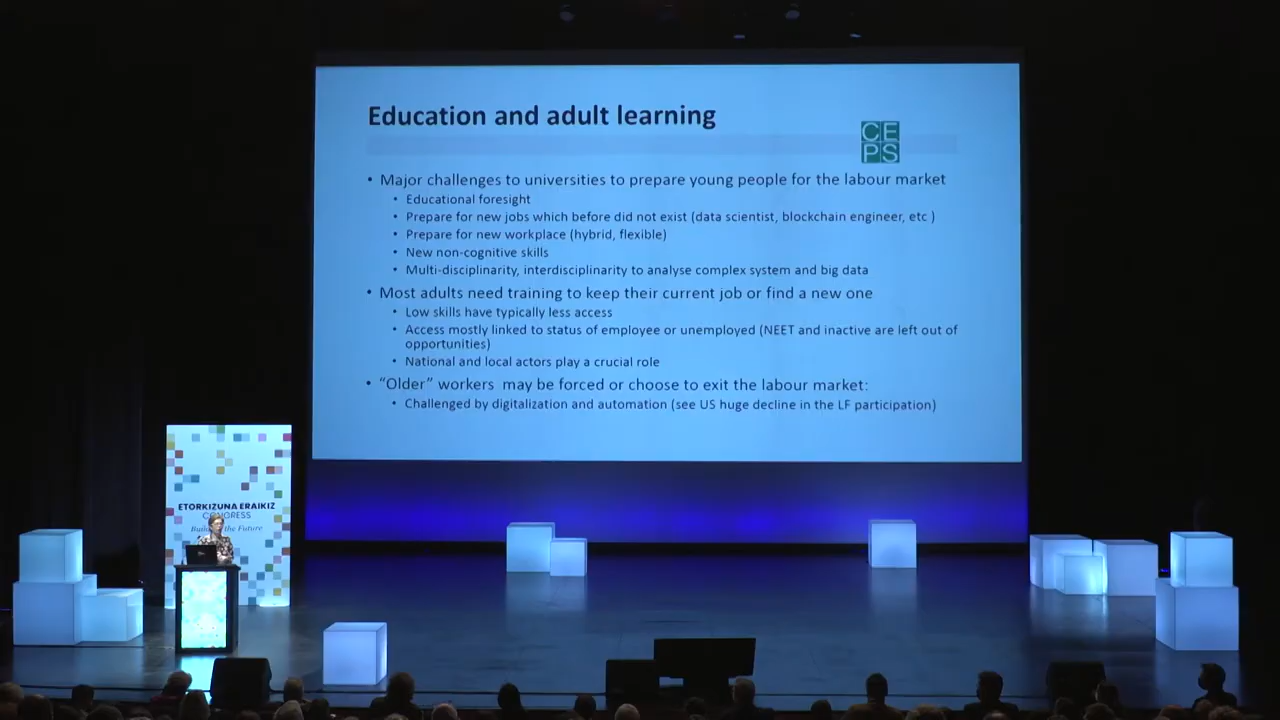 Education and adult learning
CE
PS
• Major challenges to universities to prepare young people for the labour market
• Educational foresight
• Prepare for new jobs which before did not exist (data scientist, blockchain engineer, etc )
• Prepare for new workplace (hybrid, flexible)
• New non-cognitive skills
• Multi-disciplinarity, interdisciplinarity to analyse complex system and big data
• Most adults need training to keep their current job or find a new one
• Low skills have typically less access
• Access mostly linked to status of employee or unemployed (NEET and inactive are left out of
opportunities)
• National and local actors play a crucial role
• “Older” workers may be forced or choose to exit the labour market:
• Challenged by digitalization and automation (see US huge decline in the LF participation)
ETORKIZUNA ERAIKIZ
CONGRESS
the Future